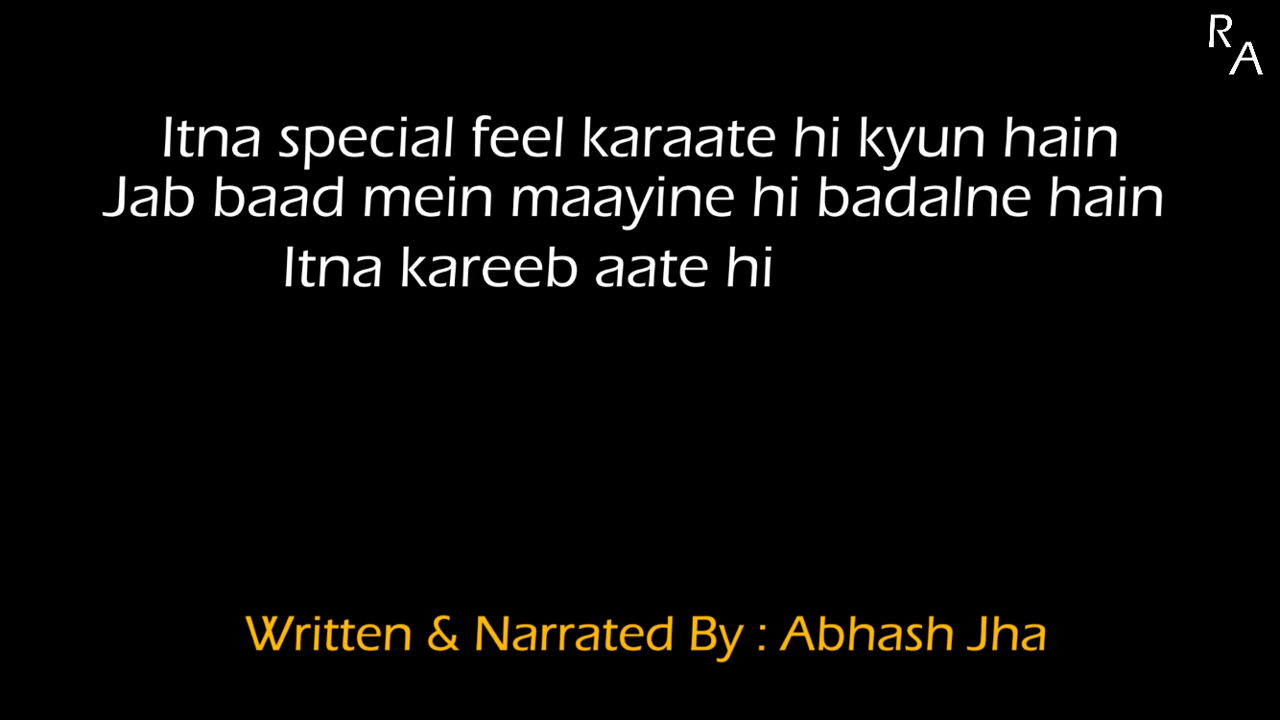 R
A
Itna special feel karaate hi kyun hain
Jab baad mein maayine hi badalne hain
Itna kareeb aate hi
Written & Narrated By : Abhash Jha